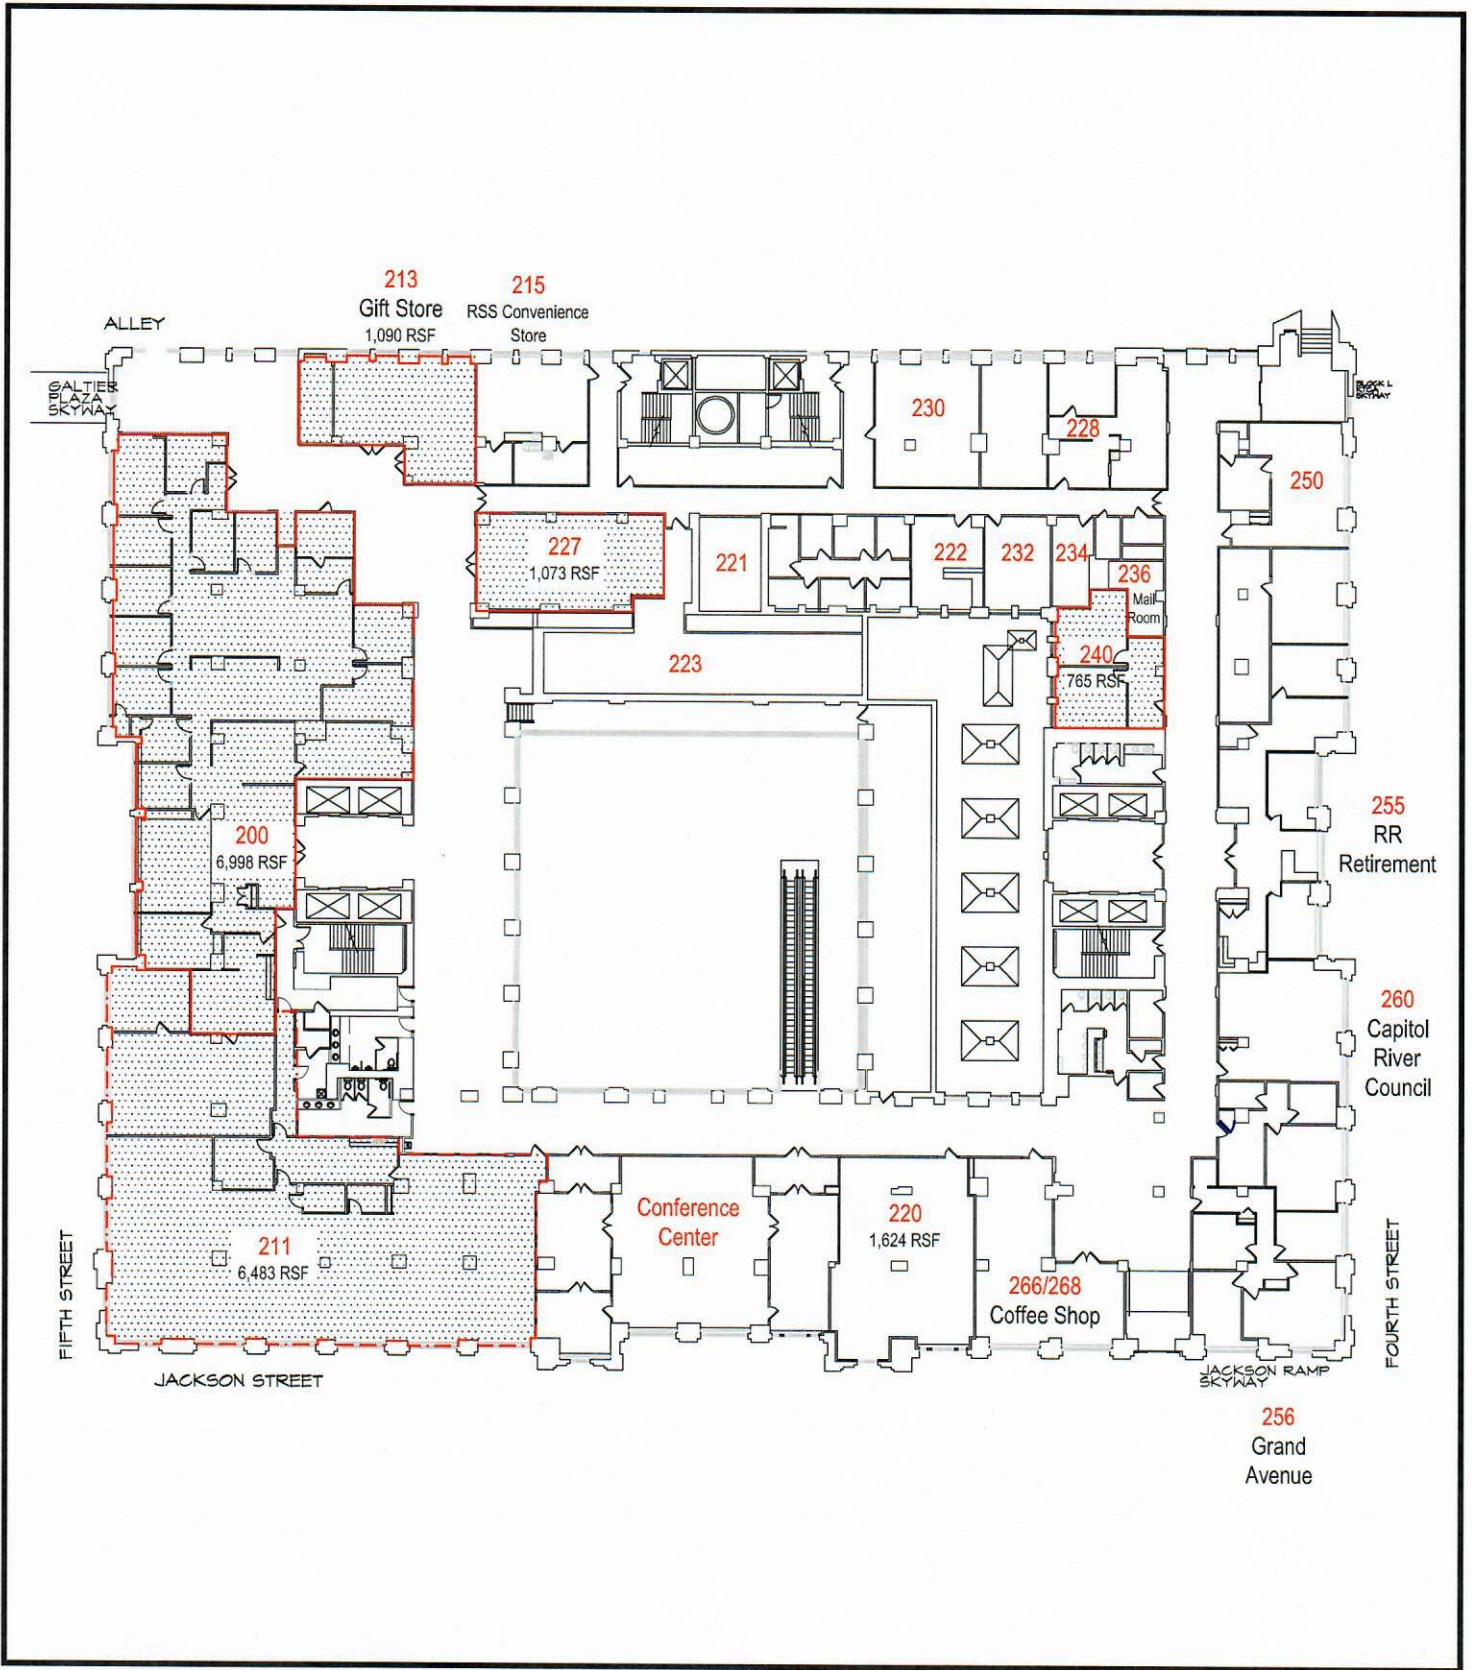 213
Gift Store
1,090 RSF
215
RSS Convenience
Store
ALLEY
GALTIER
PLAZA
SKYWAY
SKYWAY
230
228
250
227
1,073 RSF
221
222
232
234
236
Mail
Room
240
765 RSF
223
200
6,998 RSF
255
RR
Retirement
260
Capitol
River
Council
Conference
Center
220
1,624 RSF
211
6,483 RSF
266/268
Coffee Shop
FIFTH STREET
FOURTH STREET
JACKSON STREET
JACKSON RAMP
SKYWAY
256
Grand
Avenue